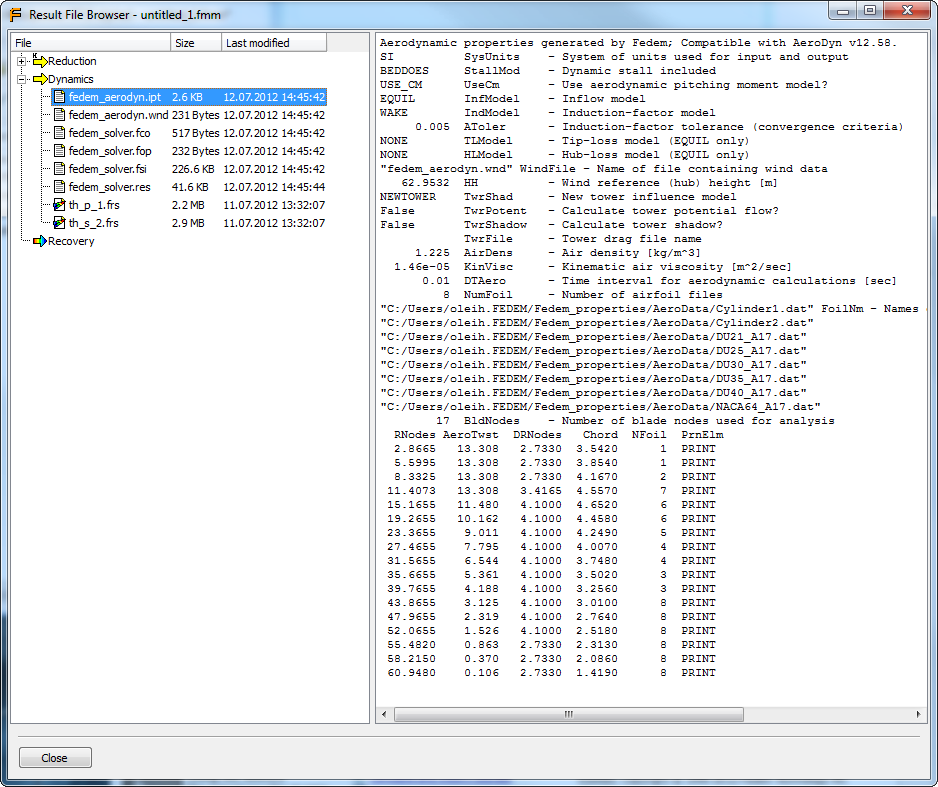 Result File Browser - untitled_1.fmm
File Size Last modified
Reduction
Dynamics
fedem_aerodyn.ipt 2.6 KB 12.07.2012 14:45:42
fedem_aerodyn.wnd 231 Bytes 12.07.2012 14:45:42
fedem_solver.fco 517 Bytes 12.07.2012 14:45:42
fedem_solver.fop 232 Bytes 12.07.2012 14:45:42
fedem_solver.fsi 226.6 KB 12.07.2012 14:45:42
fedem_solver.res 41.6 KB 12.07.2012 14:45:44
th_p_1.frs 2.2 MB 11.07.2012 13:32:07
th_s_2.frs 2.9 MB 11.07.2012 13:32:07
Recovery
Aerodynamic properties generated by Fedem; Compatible with AeroDyn v12.58.
SI SysUnits - System of units used for input and output
BEDDOES StallMod - Dynamic stall included
USE_CM UseCm - Use aerodynamic pitching moment model?
EQUIL InfModel - Inflow model
WAKE IndModel - Induction-factor model
0.005 AToler - Induction-factor tolerance (convergence criteria)
NONE TLModel - Tip-loss model (EQUIL only)
NONE HLModel - Hub-loss model (EQUIL only)
"fedem_aerodyn.wnd" WindFile - Name of file containing wind data
62.9532 HH - Wind reference (hub) height [m]
NEWTOWER TwrShad - New tower influence model
False TwrPotent - Calculate tower potential flow?
False TwrShadow - Calculate tower shadow?
TwrFile - Tower drag file name
1.225 AirDens - Air density [kg/m^3]
1.46e-05 KinVisc - Kinematic air viscosity [m^2/sec]
0.01 DTAero - Time interval for aerodynamic calculations [sec]
8 NumFoil - Number of airfoil files
"C:/Users/oleih.FEDEM/Fedem_properties/AeroData/Cylinder1.dat" FoilNm - Names
"C:/Users/oleih.FEDEM/Fedem_properties/AeroData/Cylinder2.dat"
"C:/Users/oleih.FEDEM/Fedem_properties/AeroData/DU21_A17.dat"
"C:/Users/oleih.FEDEM/Fedem_properties/AeroData/DU25_A17.dat"
"C:/Users/oleih.FEDEM/Fedem_properties/AeroData/DU30_A17.dat"
"C:/Users/oleih.FEDEM/Fedem_properties/AeroData/DU35_A17.dat"
"C:/Users/oleih.FEDEM/Fedem_properties/AeroData/DU40_A17.dat"
"C:/Users/oleih.FEDEM/Fedem_properties/AeroData/NACA64_A17.dat"
17 BldNodes - Number of blade nodes used for analysis
RNodes AeroTwst DRNodes Chord NFoil PrnElm
2.8665 13.308 2.7330 3.5420 1 PRINT
5.5995 13.308 2.7330 3.8540 1 PRINT
8.3325 13.308 2.7330 4.1670 2 PRINT
11.4073 13.308 3.4165 4.5570 7 PRINT
15.1655 11.480 4.1000 4.6520 6 PRINT
19.2655 10.162 4.1000 4.4580 6 PRINT
23.3655 9.011 4.1000 4.2490 5 PRINT
27.4655 7.795 4.1000 4.0070 4 PRINT
31.5655 6.544 4.1000 3.7480 4 PRINT
35.6655 5.361 4.1000 3.5020 3 PRINT
39.7655 4.188 4.1000 3.2560 3 PRINT
43.8655 3.125 4.1000 3.0100 8 PRINT
47.9655 2.319 4.1000 2.7640 8 PRINT
52.0655 1.526 4.1000 2.5180 8 PRINT
55.4820 0.863 2.7330 2.3130 8 PRINT
58.2150 0.370 2.7330 2.0860 8 PRINT
60.9480 0.106 2.7330 1.4190 8 PRINT
Close